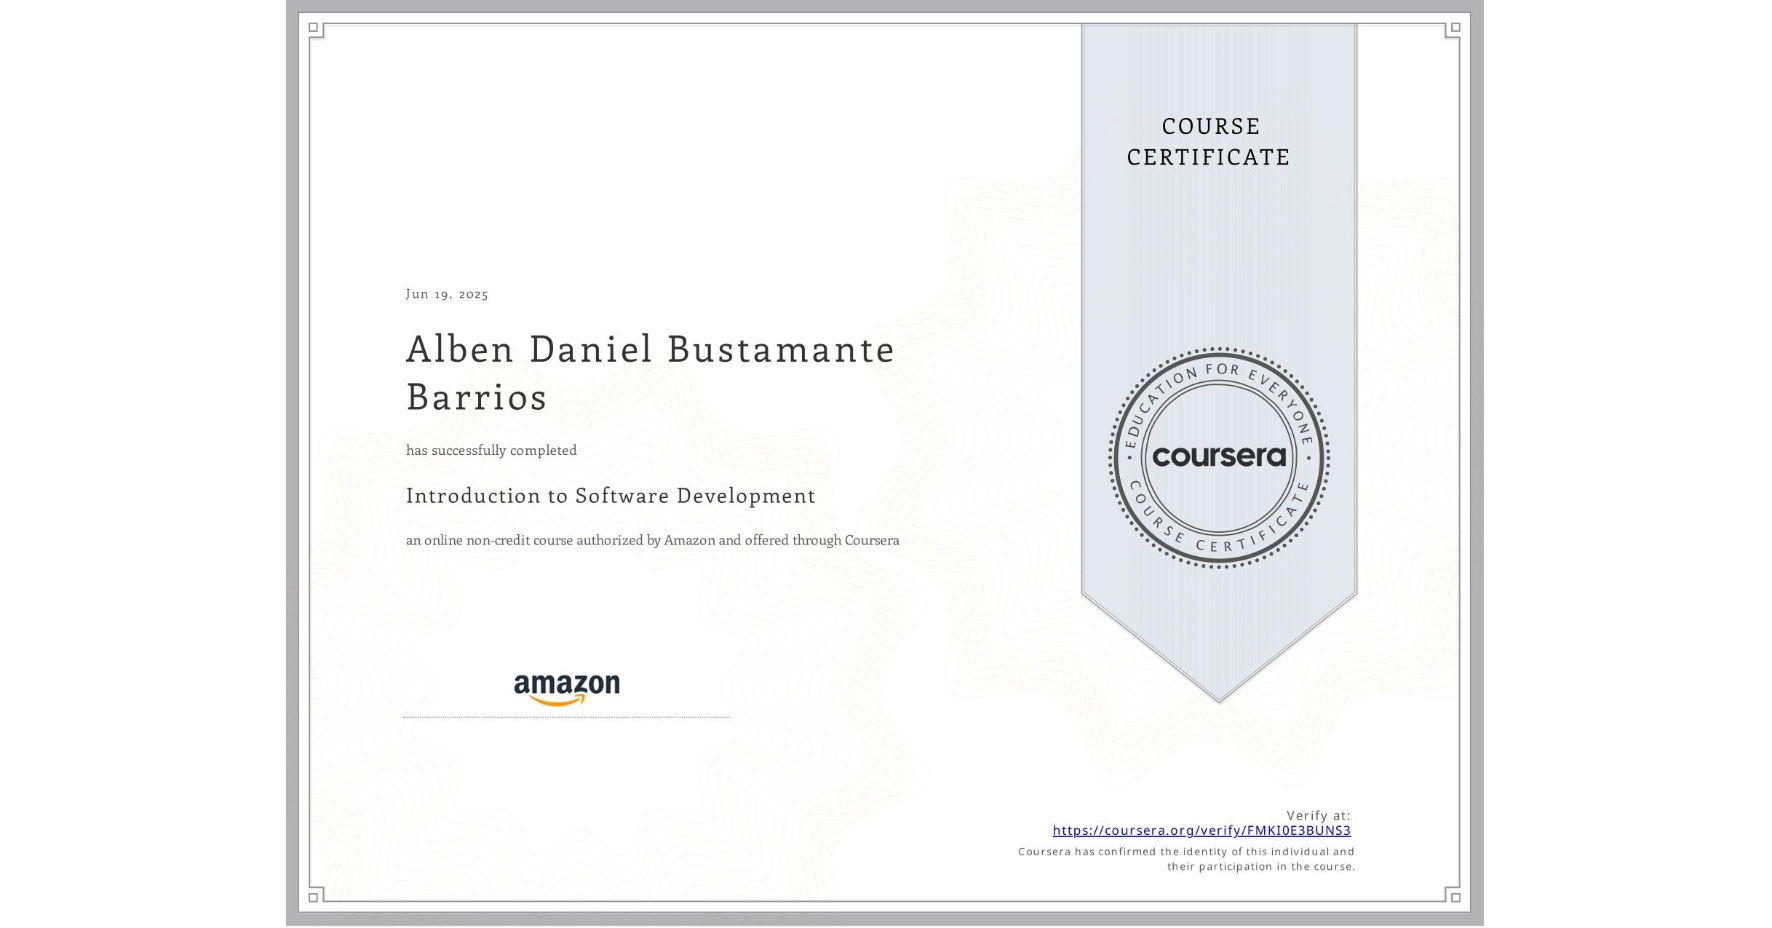 COURSE
CERTIFICATE
Jun 19, 2025
Alben Daniel Bustamante
Barrios
has successfully completed
Introduction to Software Development
an online non-credit course authorized by Amazon and offered through Coursera
amazon
EDUCATION FOR EVERYONE
coursera
COURSE CERTIFICATE
Verify at:
https://coursera.org/verify/FMKI0E3BUNS3
Coursera has confirmed the identity of this individual and
their participation in the course.